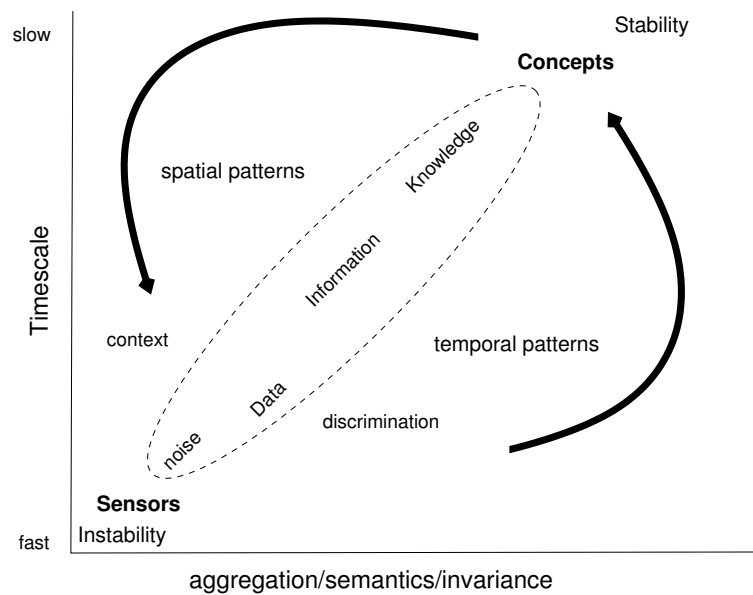 slow
Stability
Concepts
Knowledge
spatial patterns
Information
Timescale
context
temporal patterns
Data
discrimination
noise
Sensors
Instability
fast
aggregation/semantics/invariance